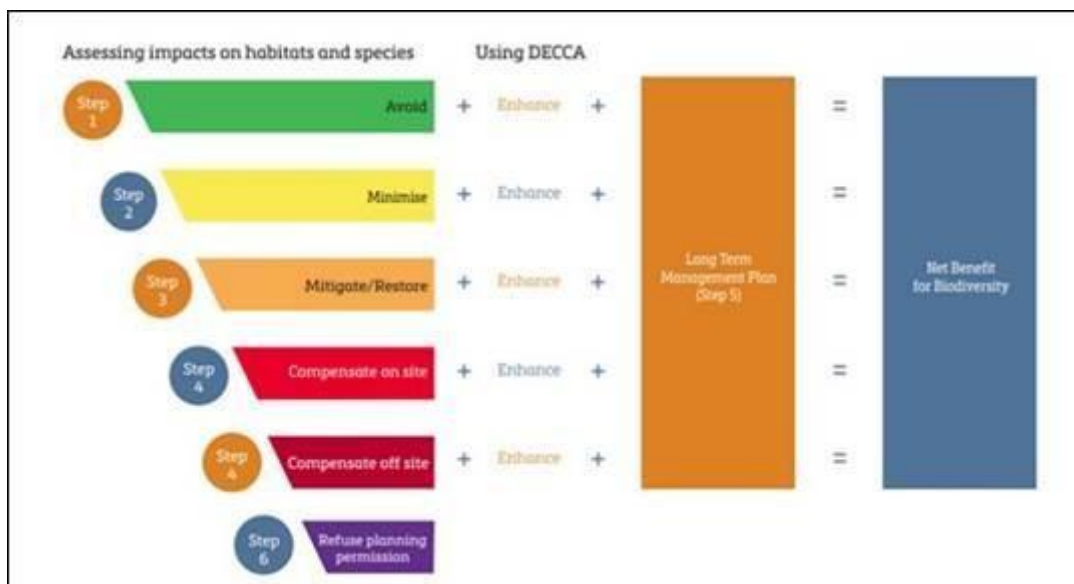 Assessing impacts on habitats and species Using DECCA
Step
1
Avoid + Enhance + =
Step
2
Minimise + Enhance + =
Step
3
Mitigate/Restore + Enhance + =
Long Term
Management Plan
(Step 5)
Net Benefit
for Biodiversity
Step
4
Compensate on site + Enhance + =
Step
4
Compensate off site + Enhance + =
Step
6
Refuse planning
permission